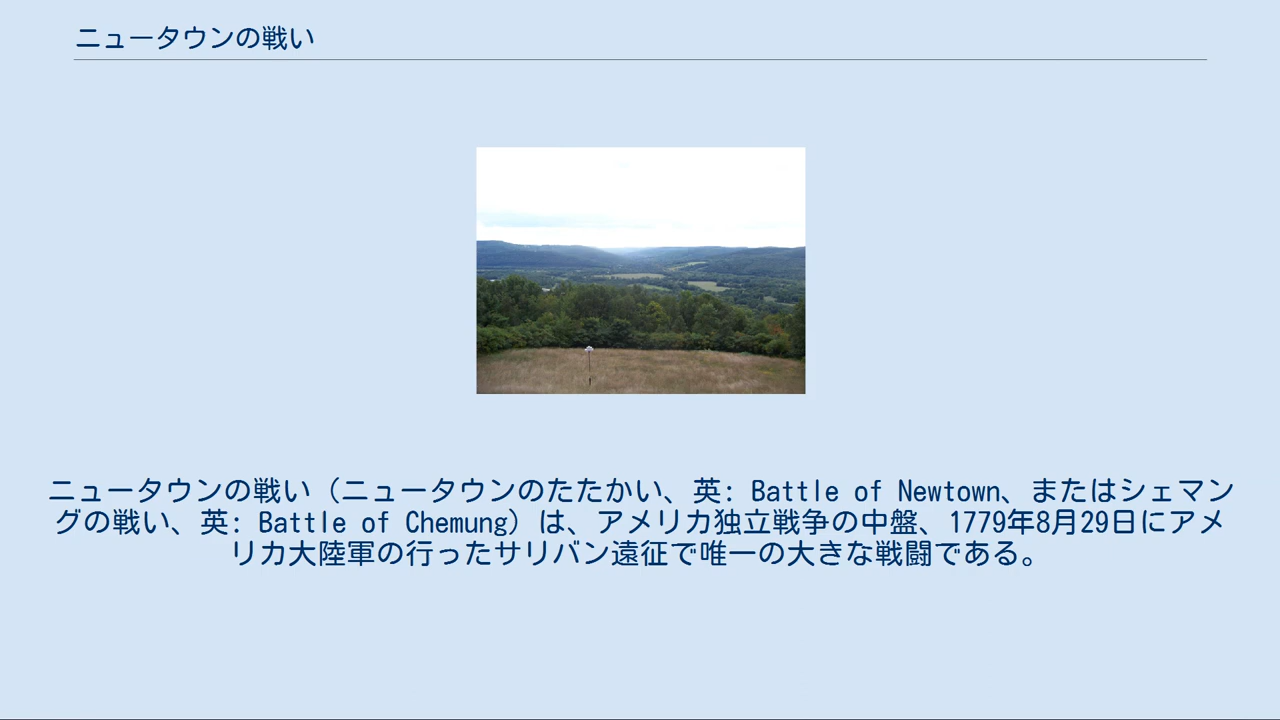 ニュータウンの戦い
ニュータウンの戦い（ニュータウンのたたかい、英: Battle of Newtown、またはシェマン
グの戦い、英: Battle of Chemung）は、アメリカ独立戦争の中盤、1779年8月29日にアメ
リカ大陸軍の行ったサリバン遠征で唯一の大きな戦闘である。